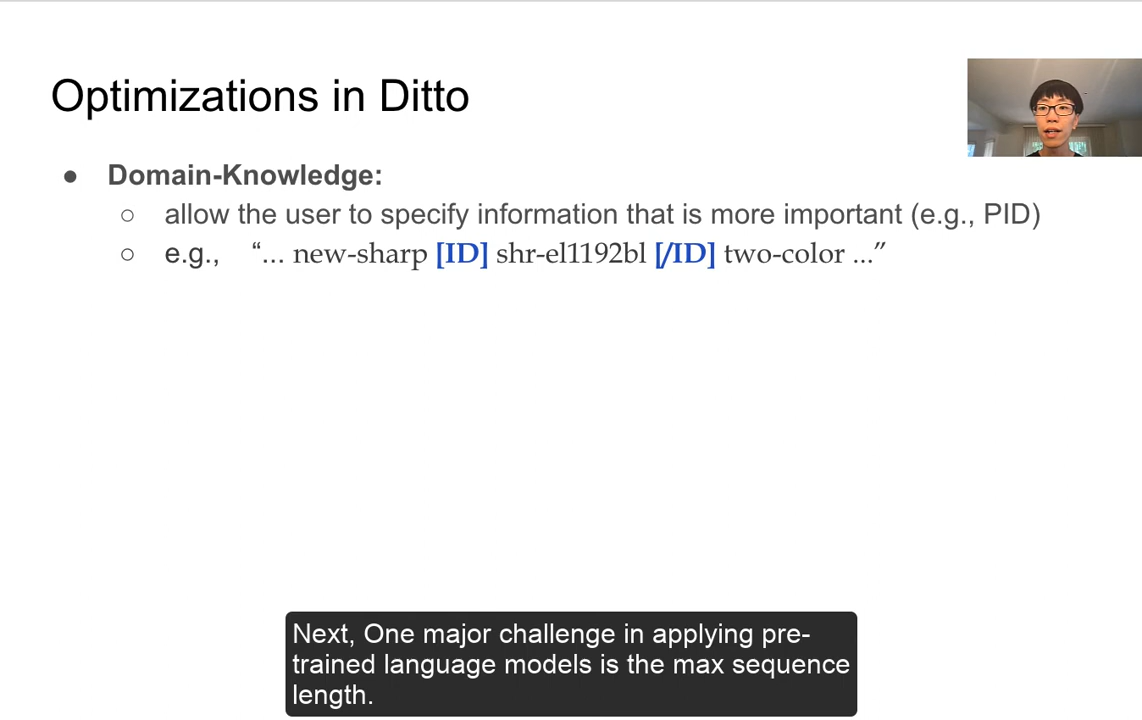 Optimizations in Ditto
● Domain-Knowledge:
○ allow the user to specify information that is more important (e.g., PID)
○ e.g., “... new-sharp [ID] shr-el1192bl [/ID] two-color ...”
Next, One major challenge in applying pre-
trained language models is the max sequence
length.